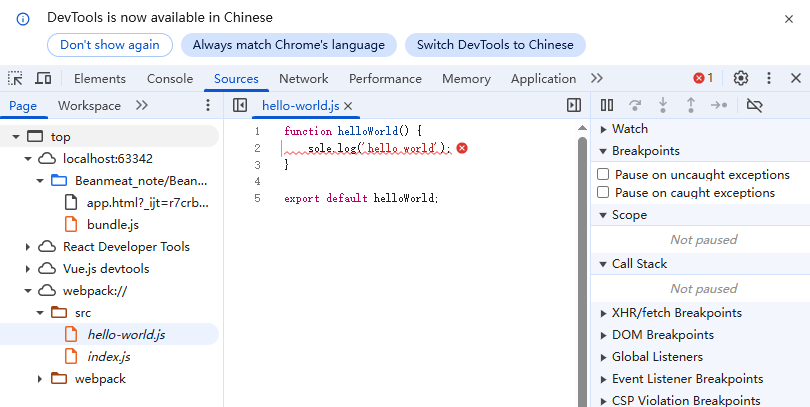 DevTools is now available in Chinese
Don't show again
Always match Chrome's language
Switch DevTools to Chinese
Elements Console Sources Network Performance Memory Application 1
Page Workspace
hello-world.js
top
localhost:63342
Beanmeat_note/Bean...
app.html?_ijt=r7crb...
bundle.js
React Developer Tools
Vue.js devtools
webpack://
src
hello-world.js
index.js
webpack
1 function helloWorld() {
2 sole.log('hello world');
3 }
4
5 export default helloWorld;
Watch
Breakpoints
Pause on uncaught exceptions
Pause on caught exceptions
Scope
Not paused
Call Stack
Not paused
XHR/fetch Breakpoints
DOM Breakpoints
Global Listeners
Event Listener Breakpoints
CSP Violation Breakpoints